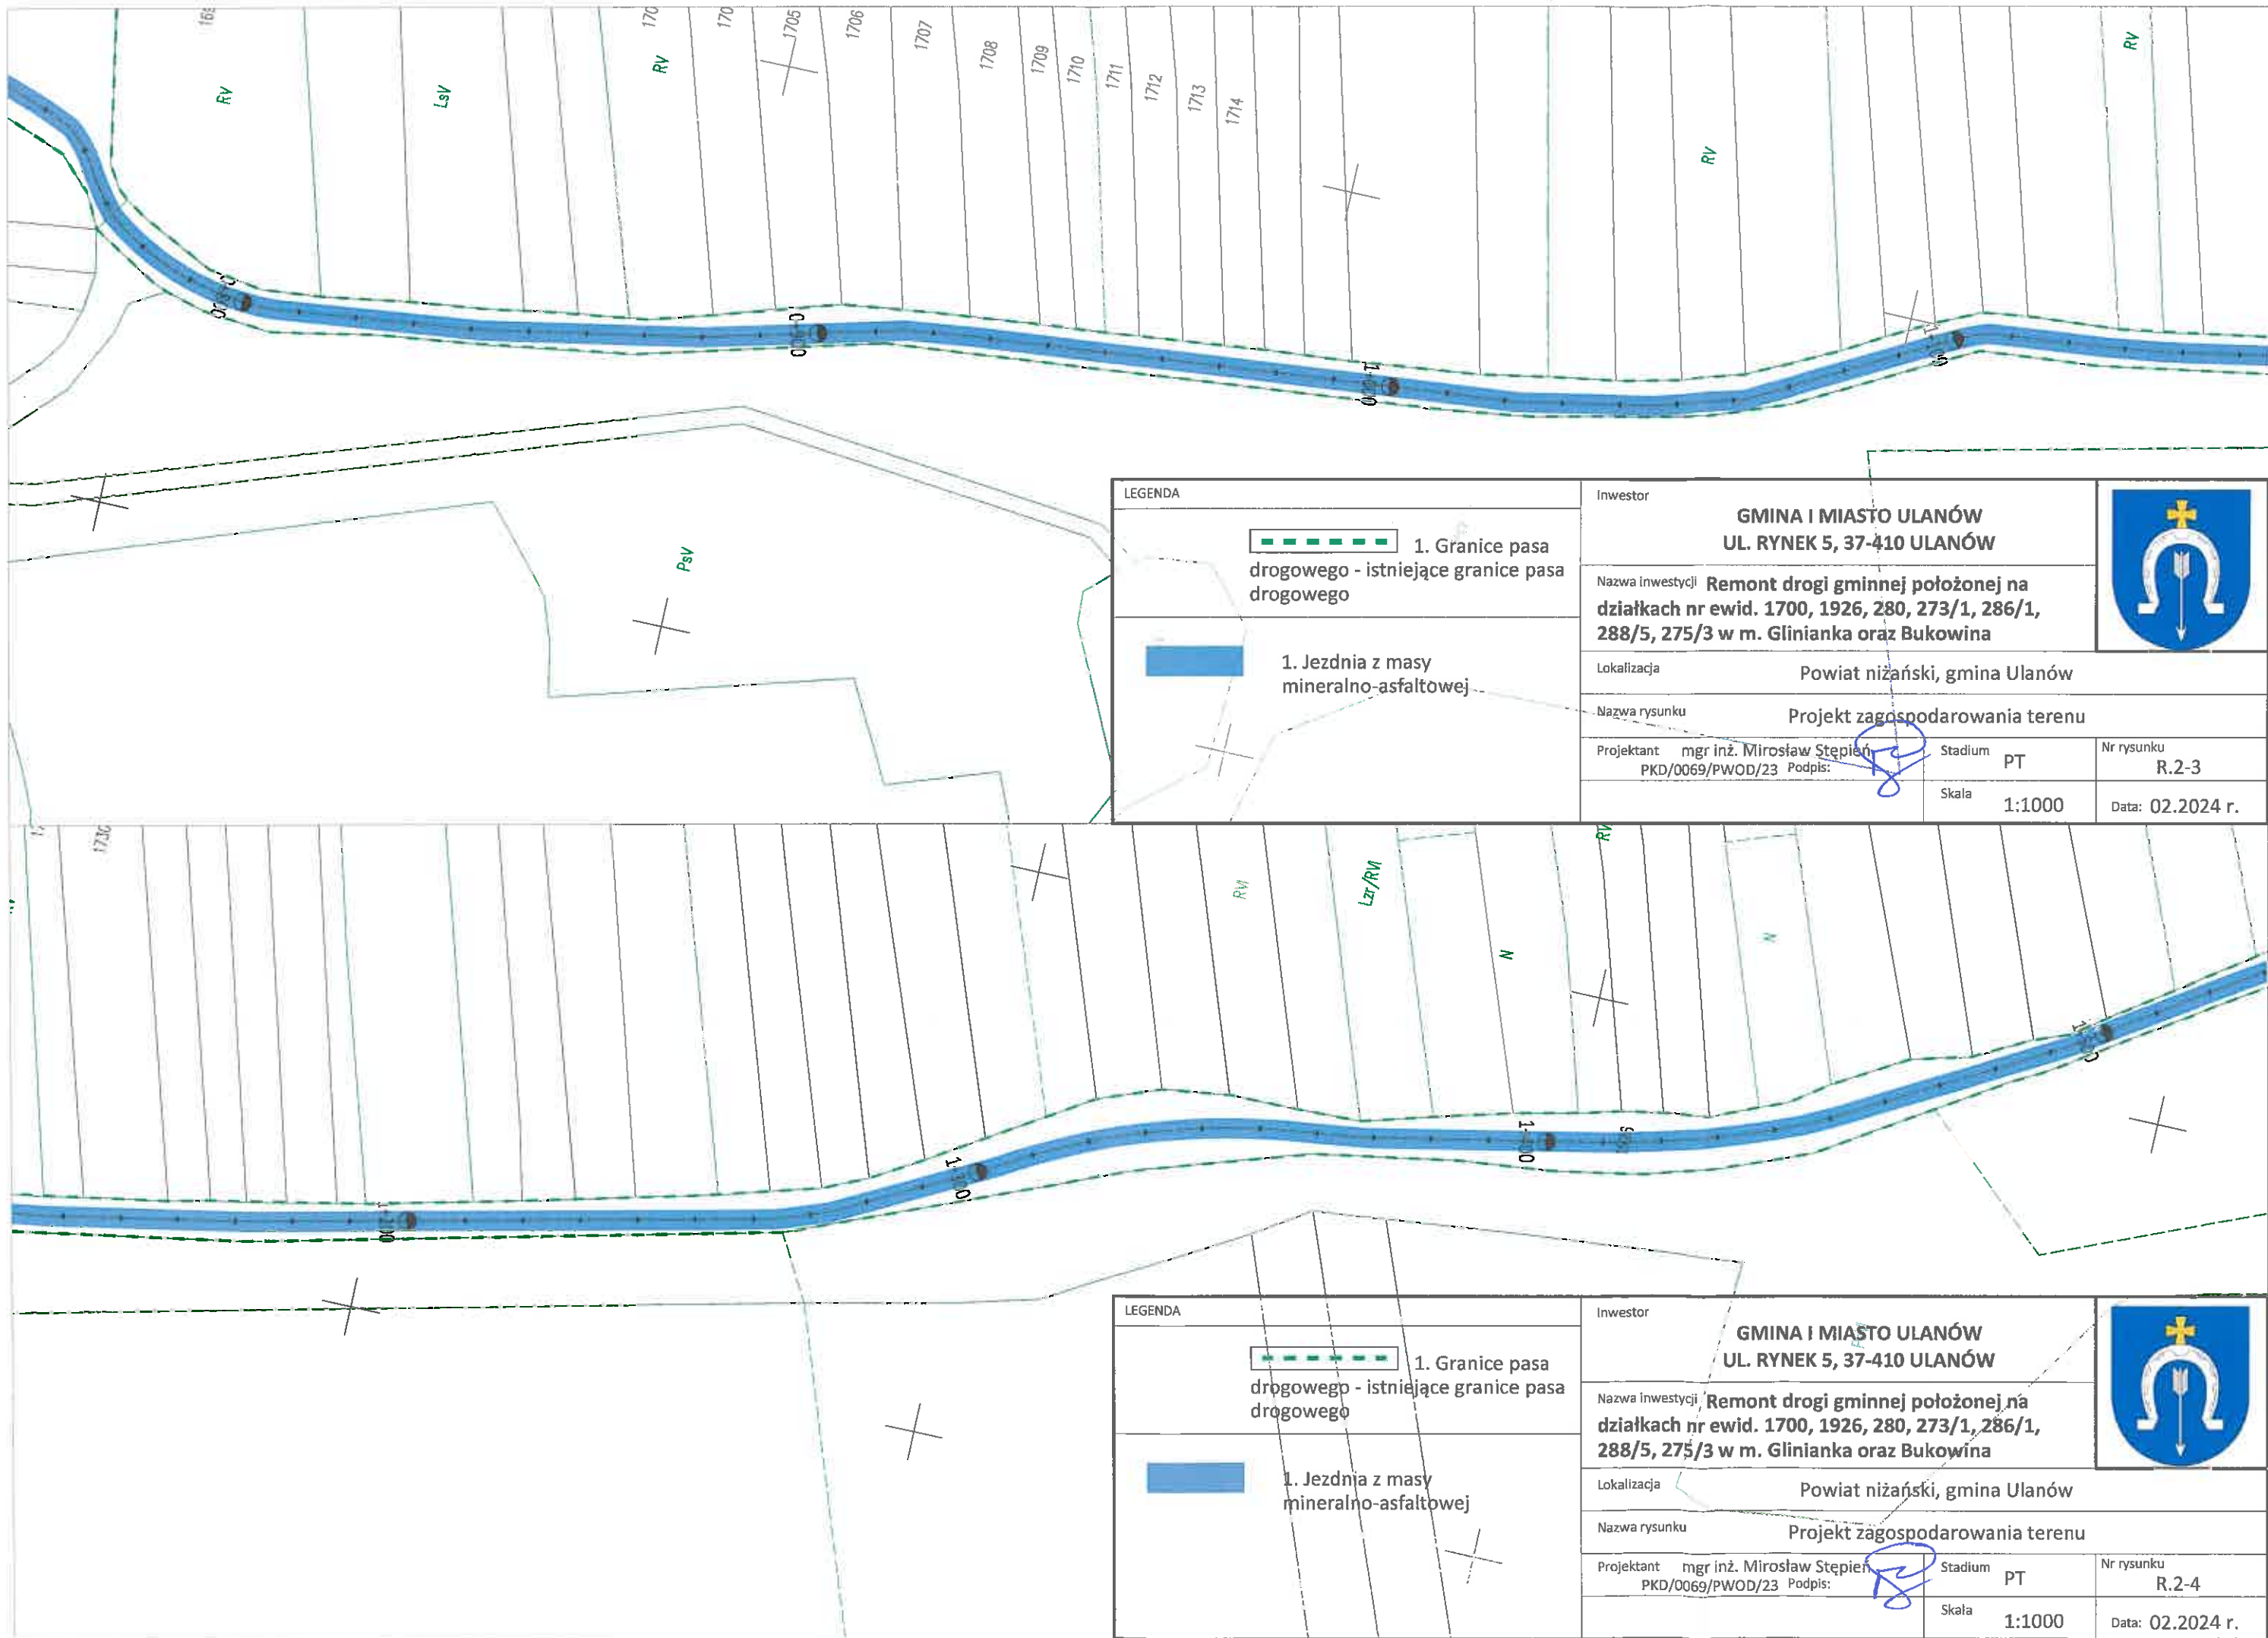 RV
LsV
RV
1705
1706
1707
1708
1709
1710
1711
1712
1713
1714
RV
RV
PsV
LEGENDA
1. Granice pasa
drogowego - istniejące granice pasa
drogowego
1. Jezdnia z masy
mineralno-asfaltowej
Inwestor
GMINA I MIASTO ULANÓW
UL. RYNEK 5, 37-410 ULANÓW
Nazwa inwestycji Remont drogi gminnej położonej na
działkach nr ewid. 1700, 1926, 280, 273/1, 286/1,
288/5, 275/3 w m. Glinianka oraz Bukowina
Lokalizacja Powiat niżański, gmina Ulanów
Nazwa rysunku Projekt zagospodarowania terenu
Projektant mgr inż. Mirosław Stępień
PKD/0069/PWOD/23 Podpis:
Stadium PT
Nr rysunku
R.2-3
Skala 1:1000
Data: 02.2024 r.
RVI
Lzr/RVI
N
RV
N
LEGENDA
1. Granice pasa
drogowego - istniejące granice pasa
drogowego
1. Jezdnia z masy
mineralno-asfaltowej
Inwestor
GMINA I MIASTO ULANÓW
UL. RYNEK 5, 37-410 ULANÓW
Nazwa inwestycji Remont drogi gminnej położonej na
działkach nr ewid. 1700, 1926, 280, 273/1, 286/1,
288/5, 275/3 w m. Glinianka oraz Bukowina
Lokalizacja Powiat niżański, gmina Ulanów
Nazwa rysunku Projekt zagospodarowania terenu
Projektant mgr inż. Mirosław Stępień
PKD/0069/PWOD/23 Podpis:
Stadium PT
Nr rysunku
R.2-4
Skala 1:1000
Data: 02.2024 r.